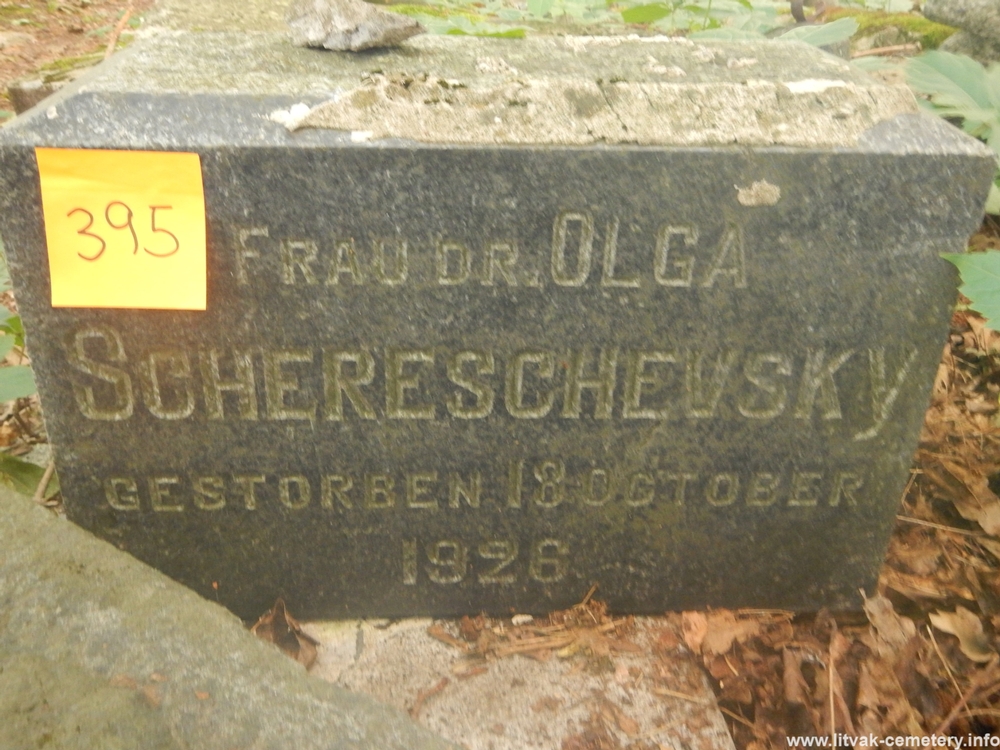 395
FRAU DR. OLGA
SCHERESCHEVSKY
GESTORBEN 18 OCTOBER
1926
www.litvak-cemetery.info